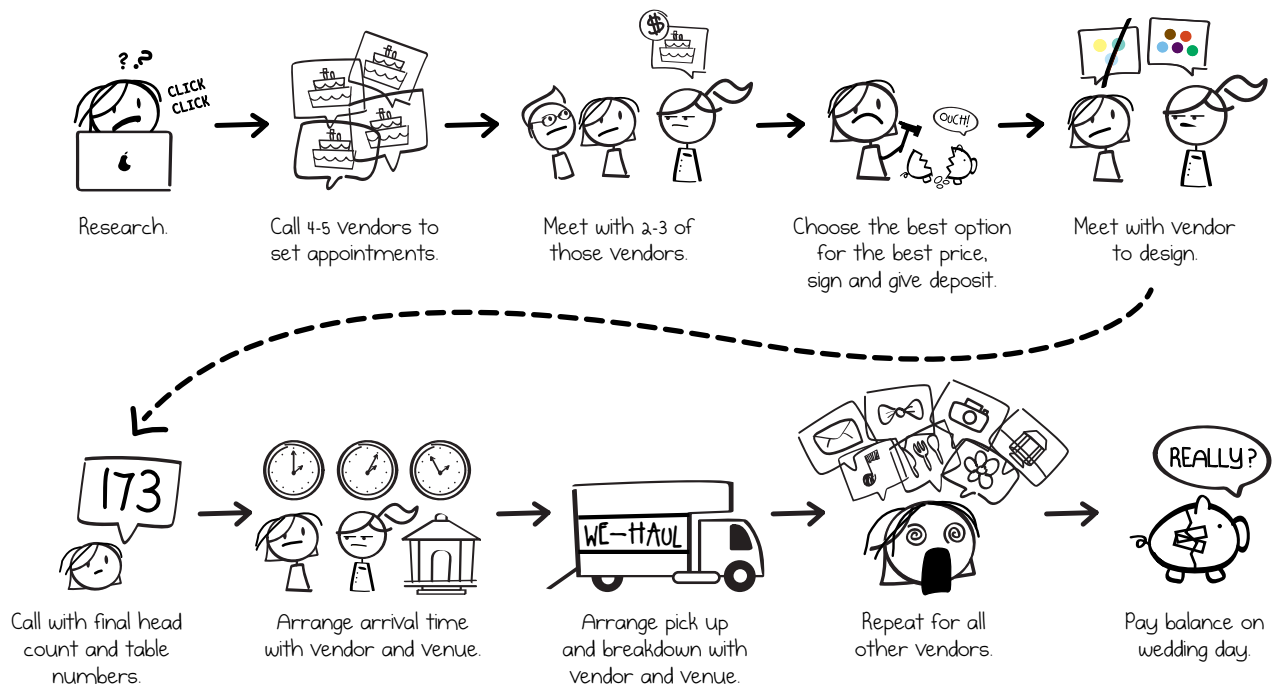 ? ? ?
CLICK
CLICK
Research.
Call 4-5 vendors to
set appointments.
$
Meet with 2-3 of
those vendors.
OUCH!
Choose the best option
for the best price,
sign and give deposit.
Meet with vendor
to design.
173
Call with final head
count and table
numbers.
Arrange arrival time
with vendor and venue.
WE-HAUL
Arrange pick up
and breakdown with
vendor and venue.
Repeat for all
other vendors.
REALLY?
Pay balance on
wedding day.